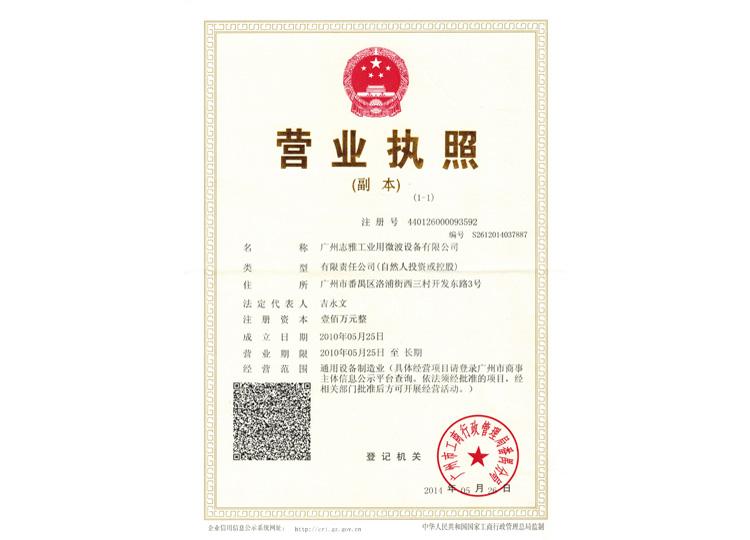 营业执照
(副 本)
(1-1)
注 册 号 440126000093592
编号 S2612014037887
名 称 广州志雅工业用微波设备有限公司
类 型 有限责任公司(自然人投资或控股)
住 所 广州市番禺区洛浦街西三村开发东路3号
法定代表人 吉永文
注 册 资 本 壹佰万元整
成 立 日 期 2010年05月25日
营 业 期 限 2010年05月25日 至 长期
经 营 范 围 通用设备制造业(具体经营项目请登录广州市商事
主体信息公示平台查询。依法须经批准的项目，经
相关部门批准后方可开展经营活动。)
登 记 机 关
广州市工商行政管理局番禺分局
2014 年 05 月 26 日
企业信用信息公示系统网址： http://cri.gz.gov.cn
中华人民共和国国家工商行政管理总局监制